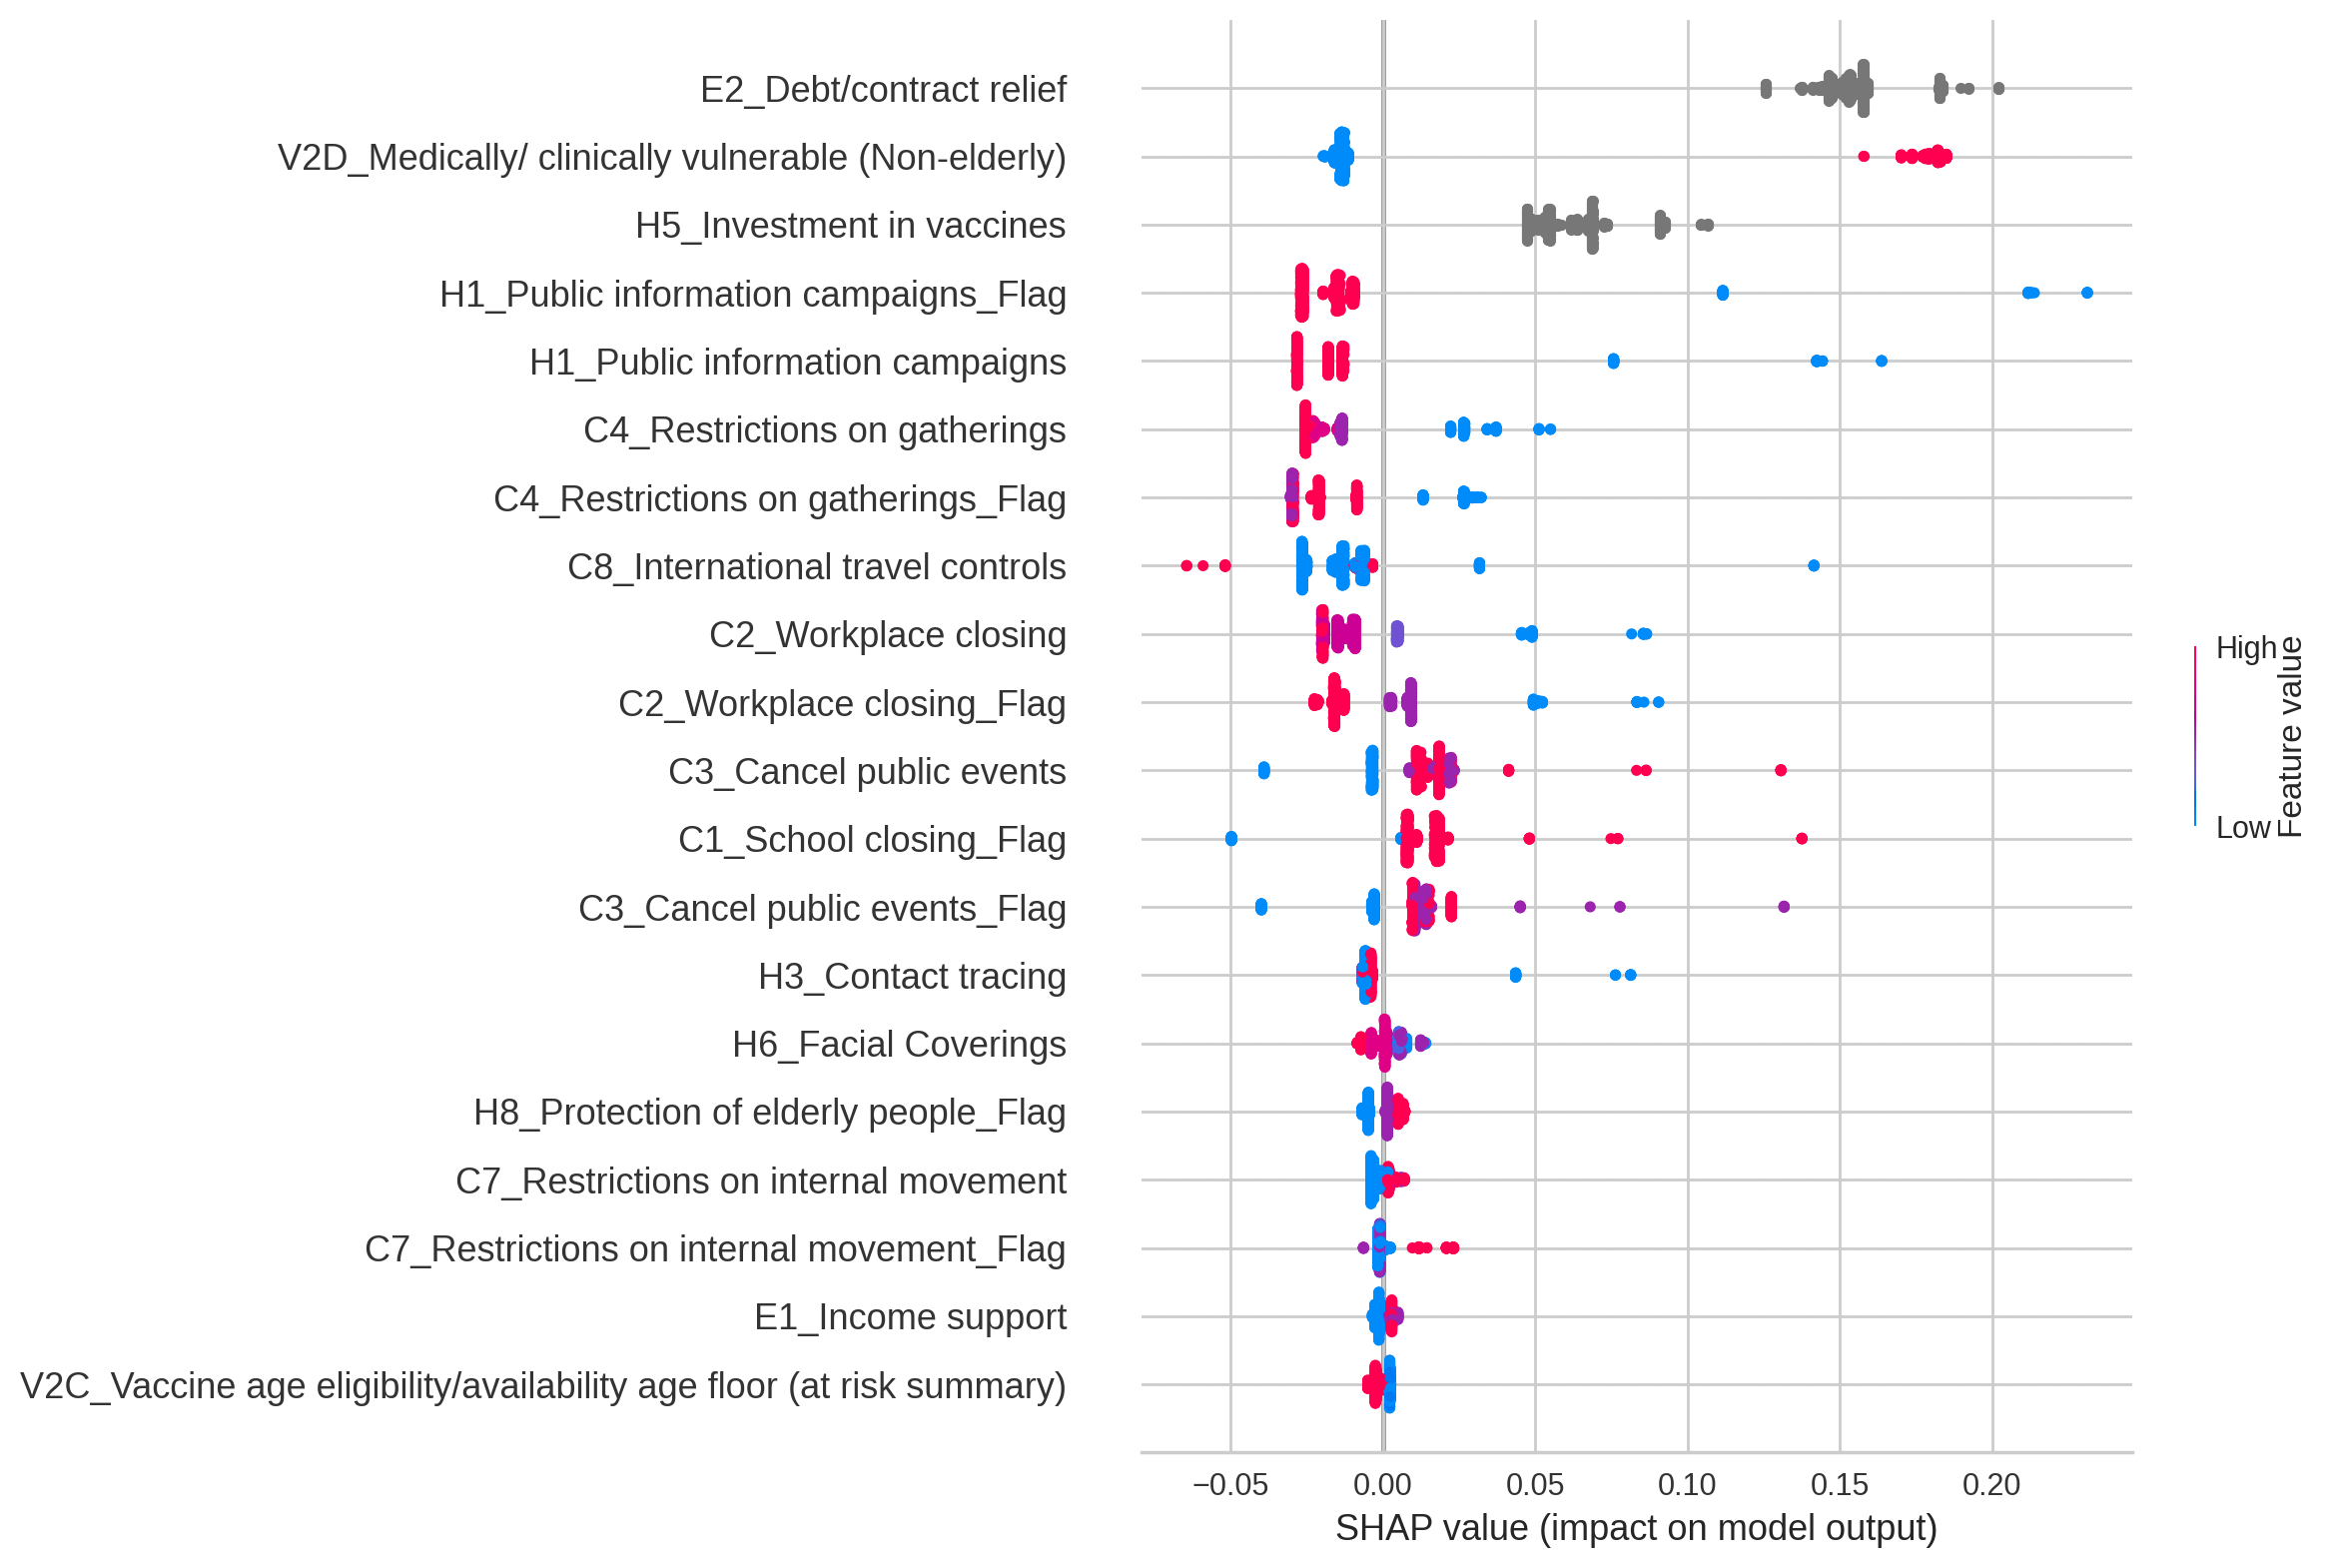 E2_Debt/contract relief
V2D_Medically/ clinically vulnerable (Non-elderly)
H5_Investment in vaccines
H1_Public information campaigns_Flag
H1_Public information campaigns
C4_Restrictions on gatherings
C4_Restrictions on gatherings_Flag
C8_International travel controls
C2_Workplace closing
C2_Workplace closing_Flag
C3_Cancel public events
C1_School closing_Flag
C3_Cancel public events_Flag
H3_Contact tracing
H6_Facial Coverings
H8_Protection of elderly people_Flag
C7_Restrictions on internal movement
C7_Restrictions on internal movement_Flag
E1_Income support
V2C_Vaccine age eligibility/availability age floor (at risk summary)
−0.05 0.00 0.05 0.10 0.15 0.20
SHAP value (impact on model output)
High
Low
Feature value